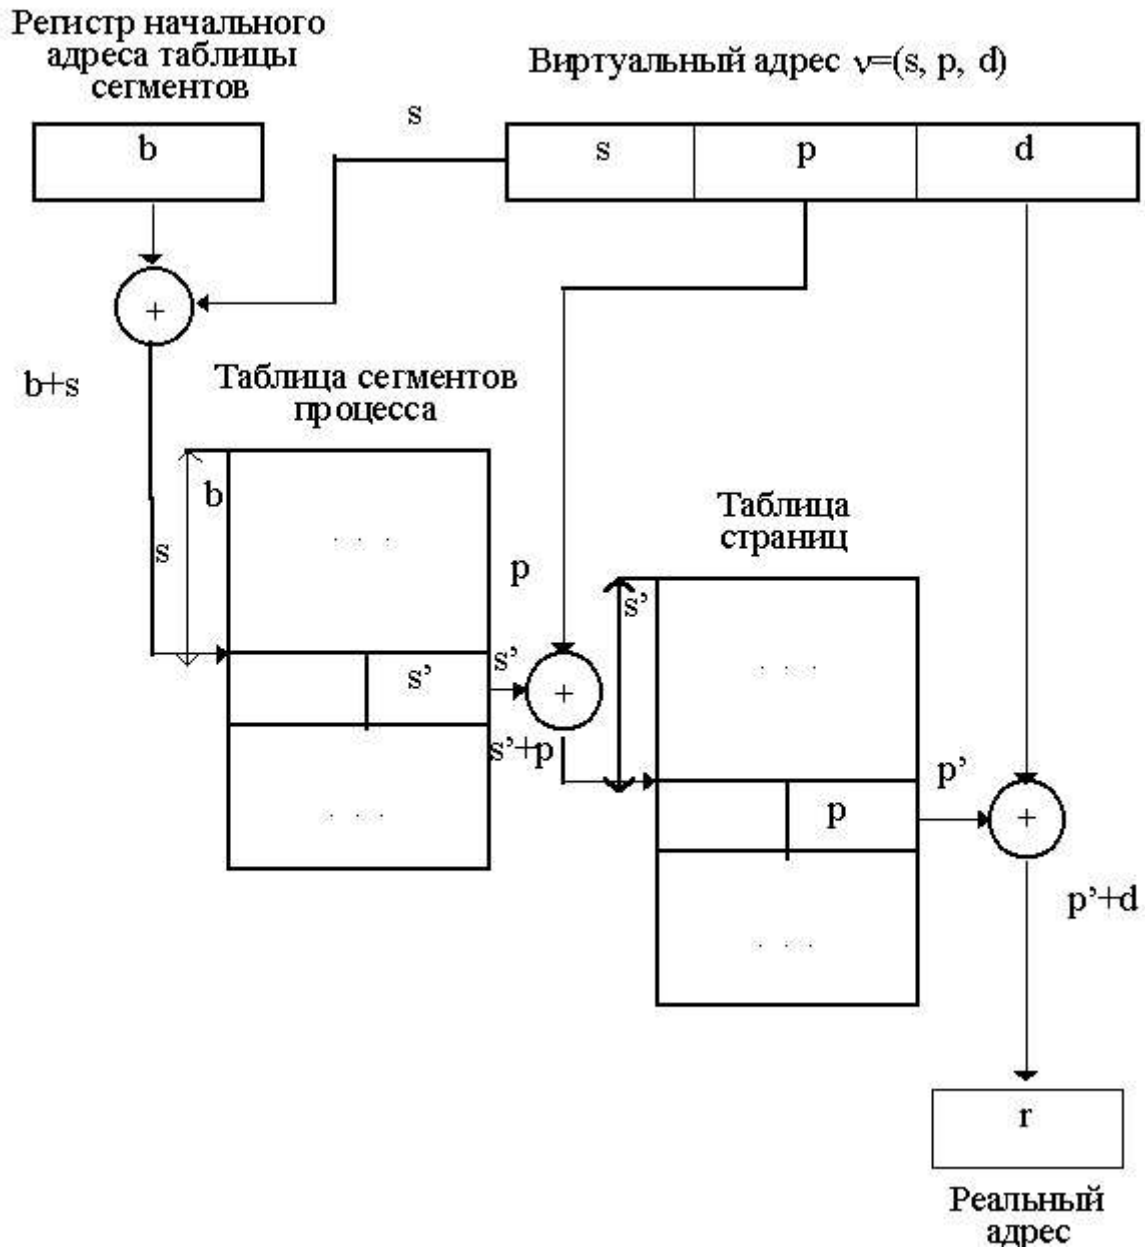 Регистр начального
адреса таблицы
сегментов
Виртуальный адрес ν=(s, p, d)
s
b
s
p
d
+
b+s
Таблица сегментов
процесса
b
s
. . .
Таблица
страниц
p
s'
s'
s'
+
. . .
s'+p
p'
p
+
. . .
p'+d
. . .
r
Реальный
адрес